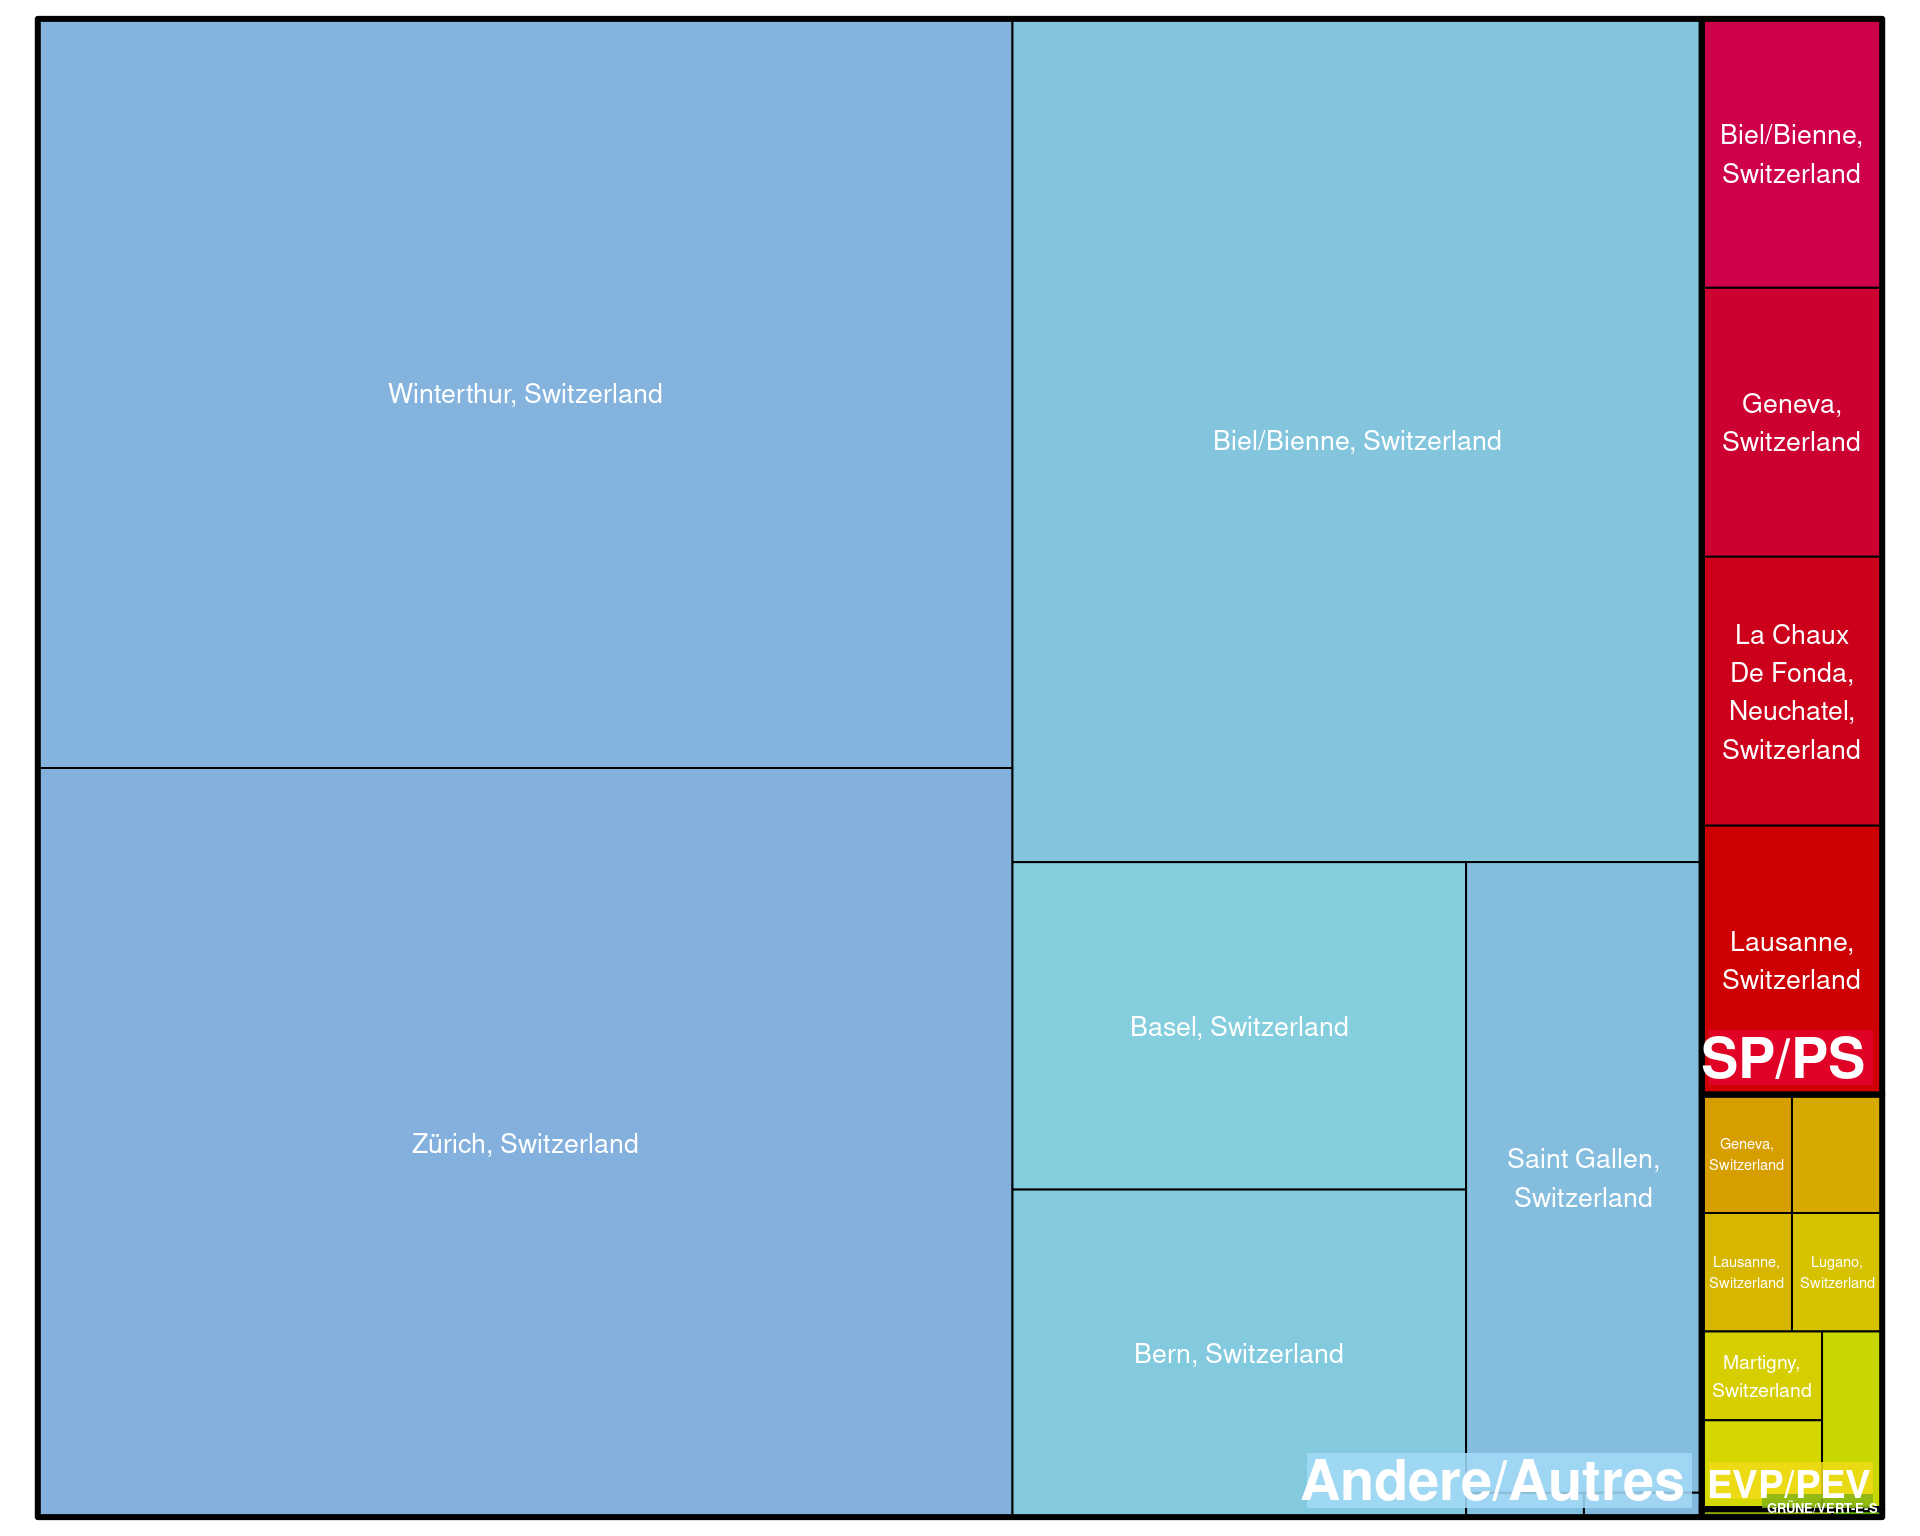 Winterthur, Switzerland
Zürich, Switzerland
Biel/Bienne, Switzerland
Basel, Switzerland
Bern, Switzerland
Saint Gallen,
Switzerland
Andere/Autres
Biel/Bienne,
Switzerland
Geneva,
Switzerland
La Chaux
De Fonda,
Neuchatel,
Switzerland
Lausanne,
Switzerland
SP/PS
Geneva,
Switzerland
Lausanne,
Switzerland
Lugano,
Switzerland
Martigny,
Switzerland
EVP/PEV
GRÜNE/VERT-E-S